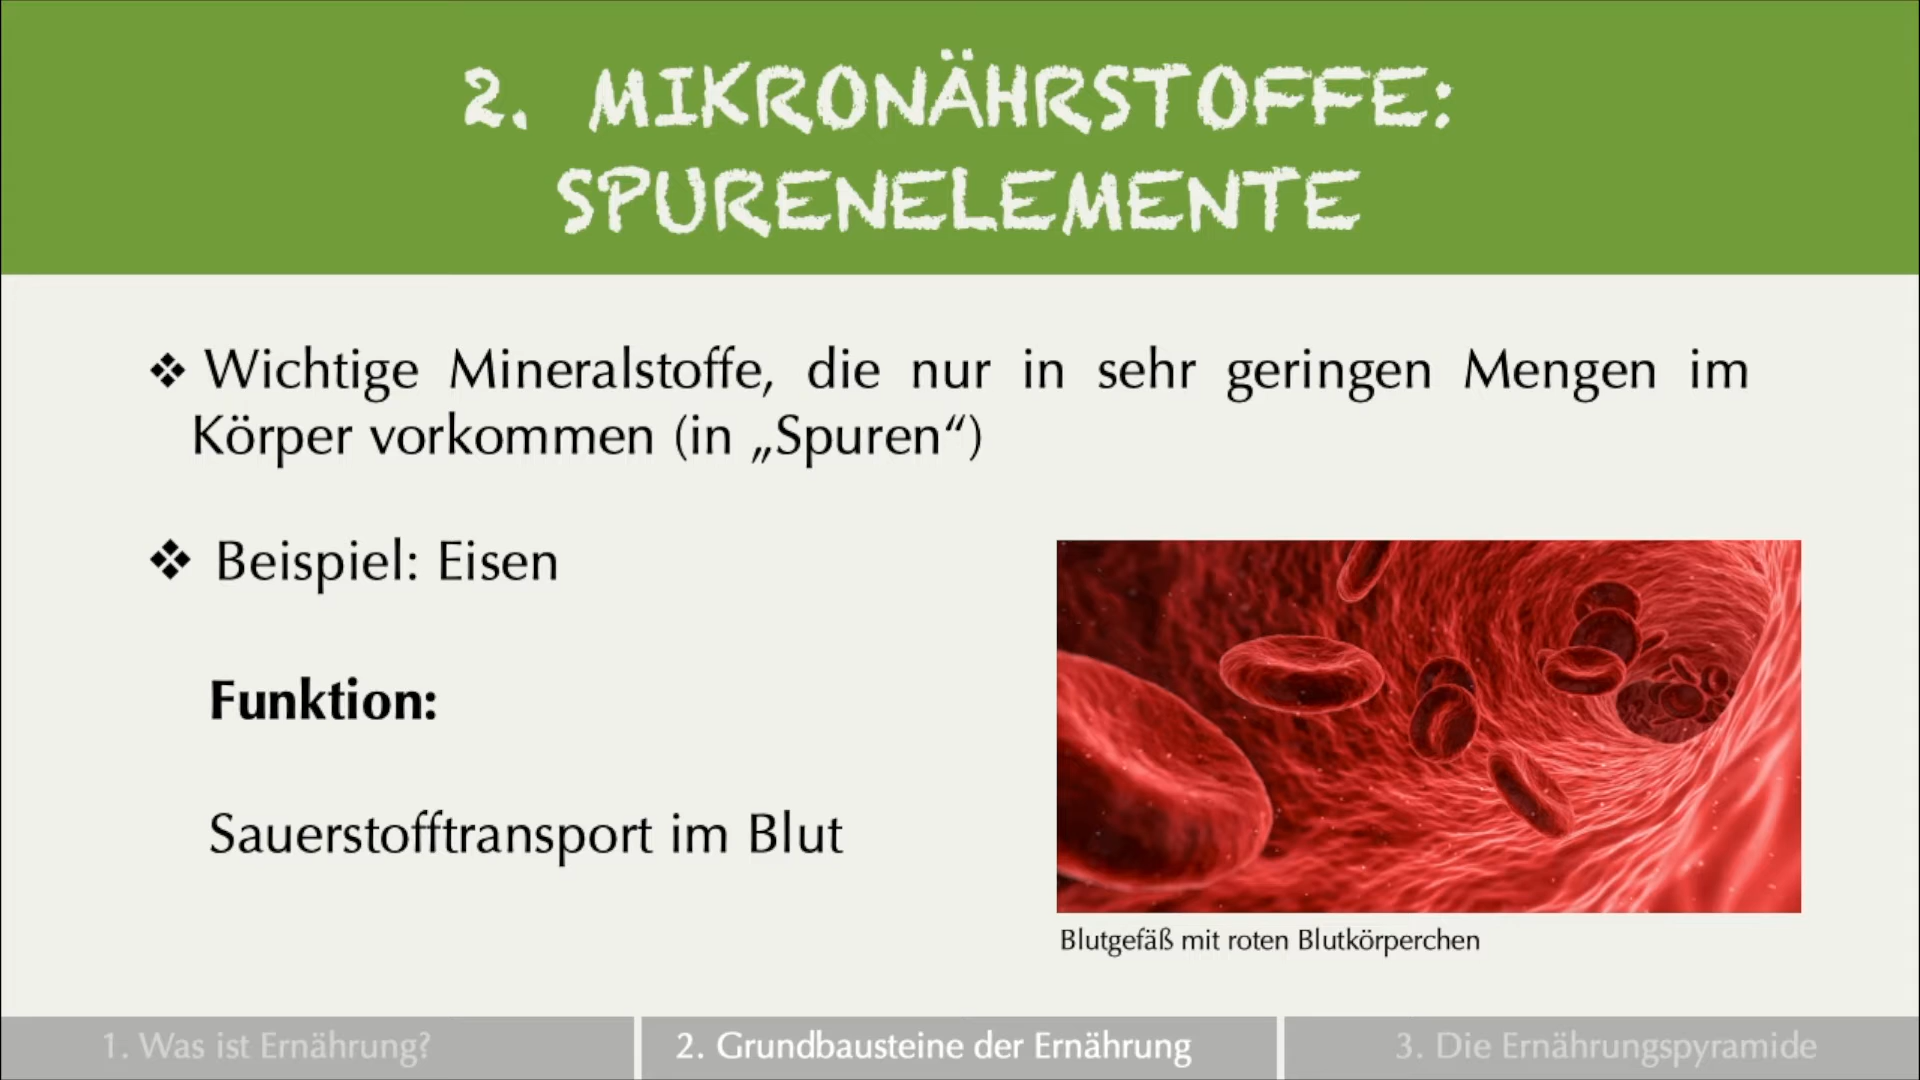 2. MIKRONÄHRSTOFFE:
SPURENELEMENTE
❖ Wichtige Mineralstoffe, die nur in sehr geringen Mengen im
Körper vorkommen (in „Spuren“)
❖ Beispiel: Eisen
Funktion:
Sauerstofftransport im Blut
Blutgefäß mit roten Blutkörperchen
1. Was ist Ernährung?
2. Grundbausteine der Ernährung
3. Die Ernährungspyramide